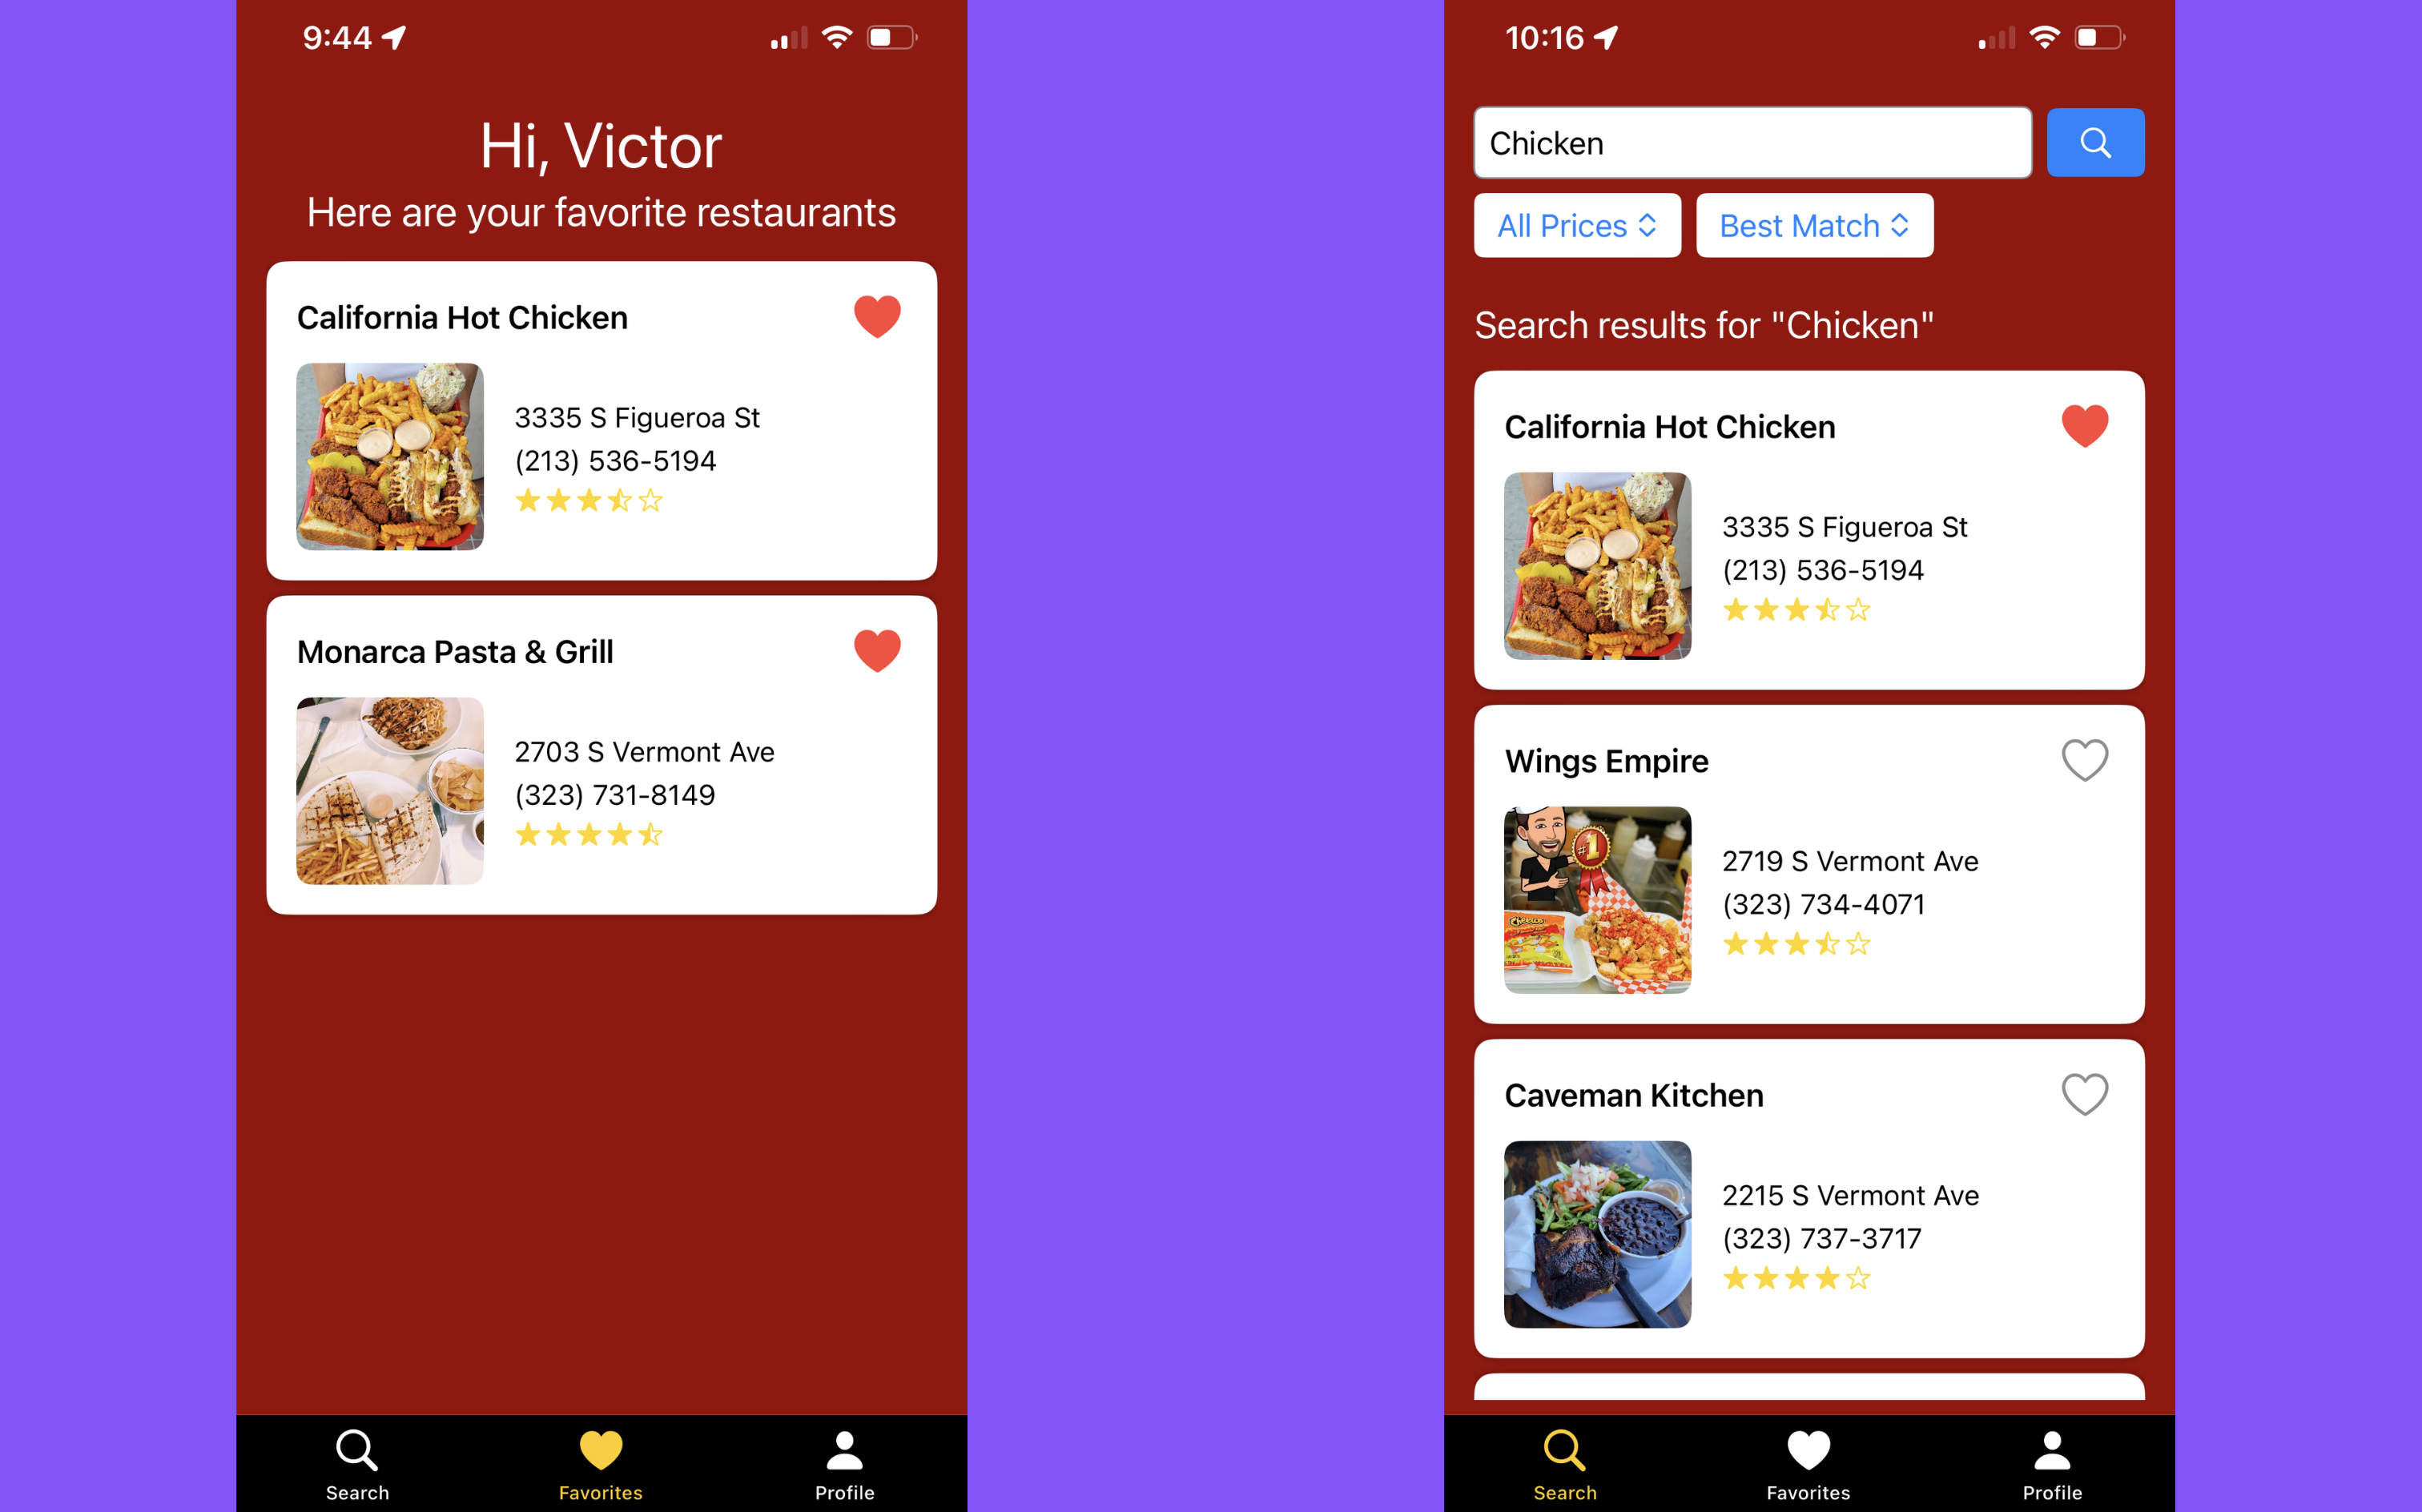 9:44
Hi, Victor
Here are your favorite restaurants
California Hot Chicken
3335 S Figueroa St
(213) 536-5194
Monarca Pasta & Grill
2703 S Vermont Ave
(323) 731-8149
Search
Favorites
Profile
10:16
Chicken
All Prices
Best Match
Search results for "Chicken"
California Hot Chicken
3335 S Figueroa St
(213) 536-5194
Wings Empire
#1
Cheetos
2719 S Vermont Ave
(323) 734-4071
Caveman Kitchen
2215 S Vermont Ave
(323) 737-3717
Search
Favorites
Profile